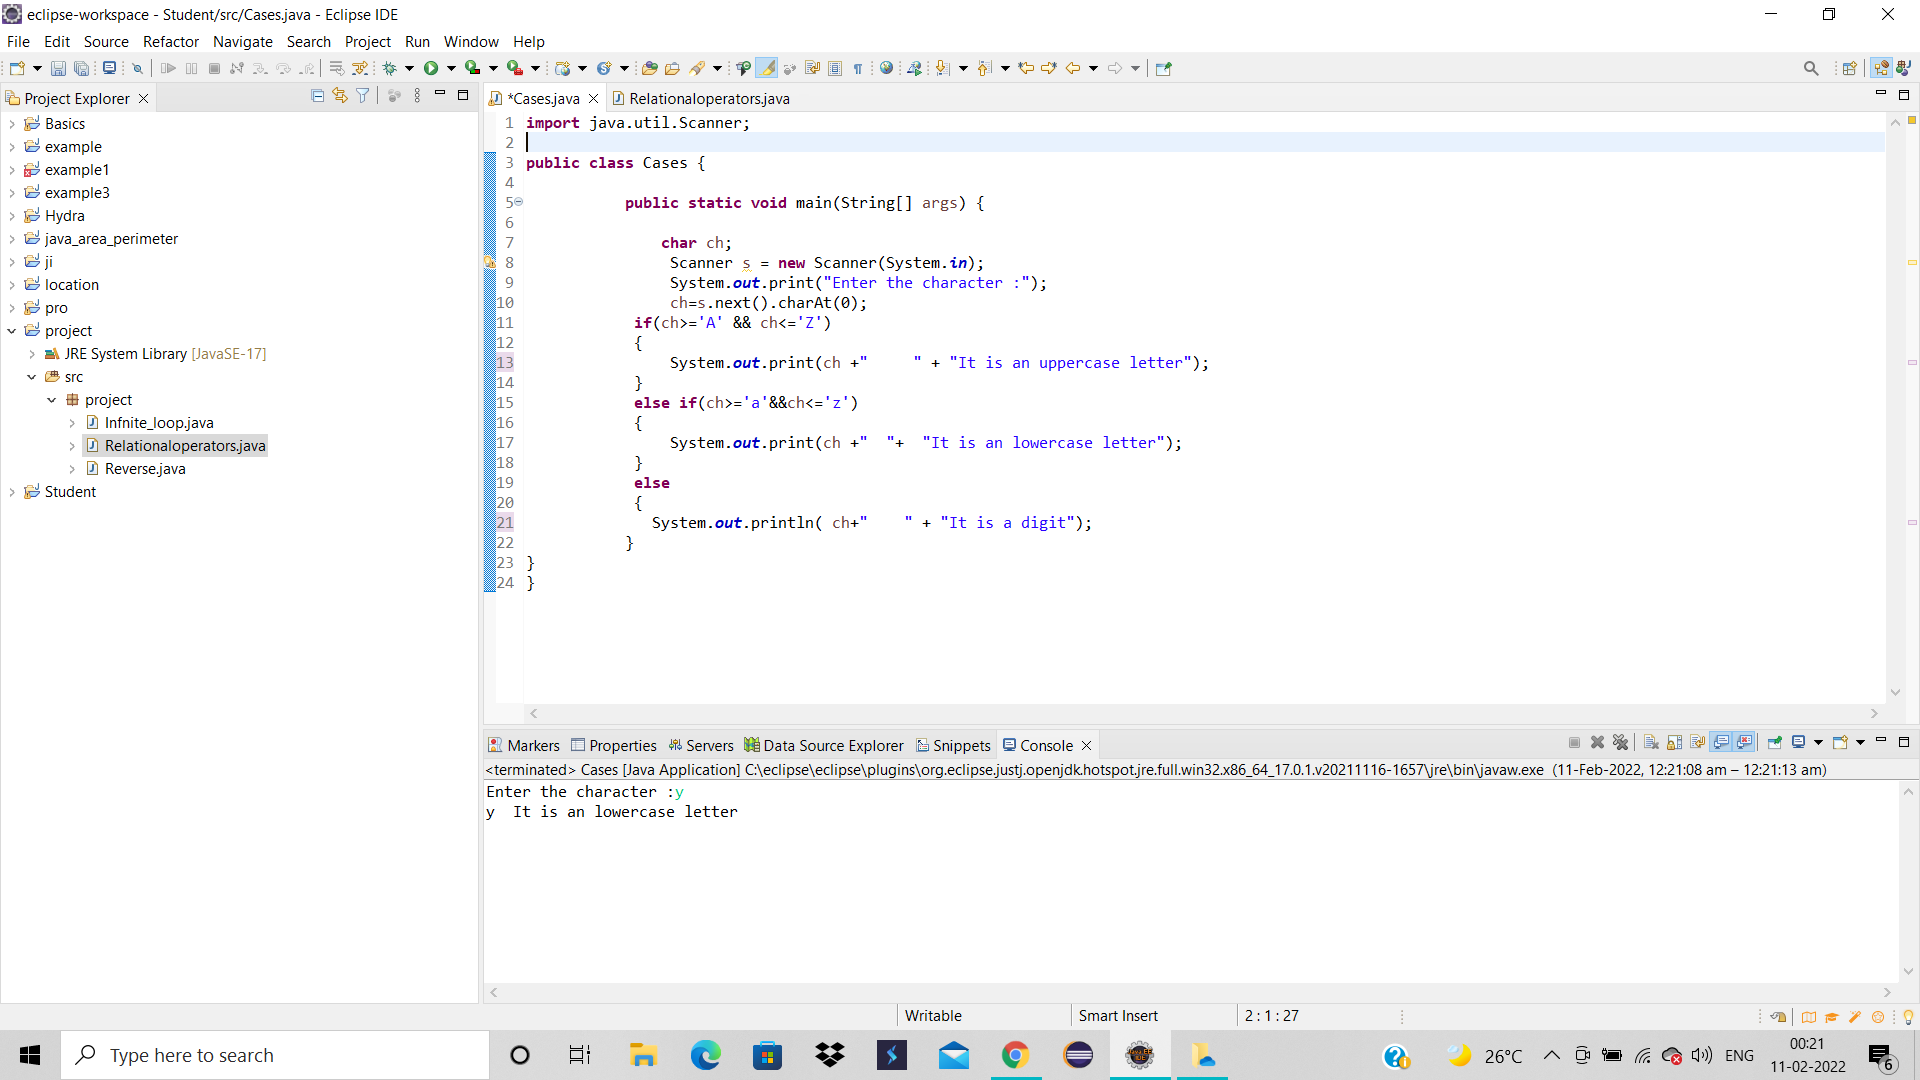 eclipse-workspace - Student/src/Cases.java - Eclipse IDE
File Edit Source Refactor Navigate Search Project Run Window Help
Project Explorer
*Cases.java Relationaloperators.java
Basics
example
example1
example3
Hydra
java_area_perimeter
ji
location
pro
project
JRE System Library [JavaSE-17]
src
project
Infnite_loop.java
Relationaloperators.java
Reverse.java
Student
1 import java.util.Scanner;
2
3 public class Cases {
4
5 public static void main(String[] args) {
6
7 char ch;
8 Scanner s = new Scanner(System.in);
9 System.out.print("Enter the character :");
10 ch=s.next().charAt(0);
11 if(ch>='A' && ch<='Z')
12 {
13 System.out.print(ch +"     " + "It is an uppercase letter");
14 }
15 else if(ch>='a'&&ch<='z')
16 {
17 System.out.print(ch +"  "+  "It is an lowercase letter");
18 }
19 else
20 {
21 System.out.println( ch+"    " + "It is a digit");
22 }
23 }
24 }
Markers Properties Servers Data Source Explorer Snippets Console
<terminated> Cases [Java Application] C:\eclipse\eclipse\plugins\org.eclipse.justj.openjdk.hotspot.jre.full.win32.x86_64_17.0.1.v20211116-1657\jre\bin\javaw.exe (11-Feb-2022, 12:21:08 am – 12:21:13 am)
Enter the character :y
y  It is an lowercase letter
Writable Smart Insert 2 : 1 : 27
Type here to search
26°C ENG 00:21
11-02-2022
6